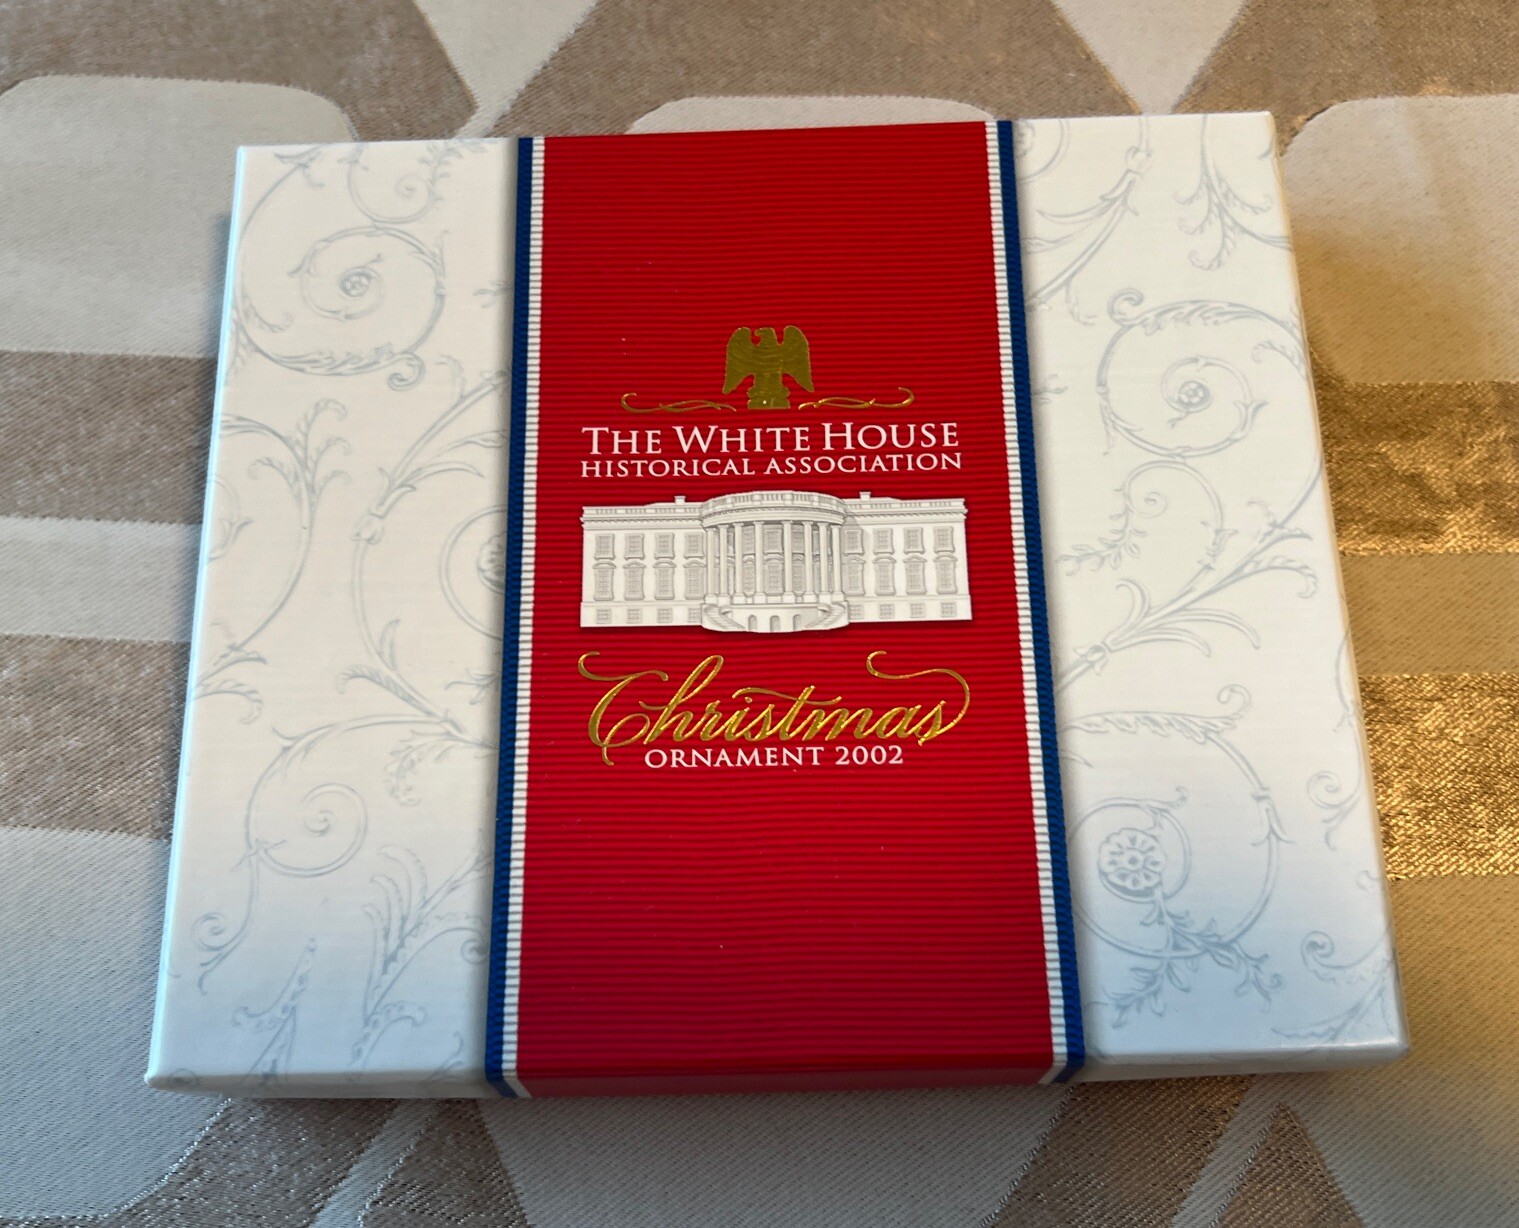 THE WHITE HOUSE
HISTORICAL ASSOCIATION
Christmas
ORNAMENT 2002